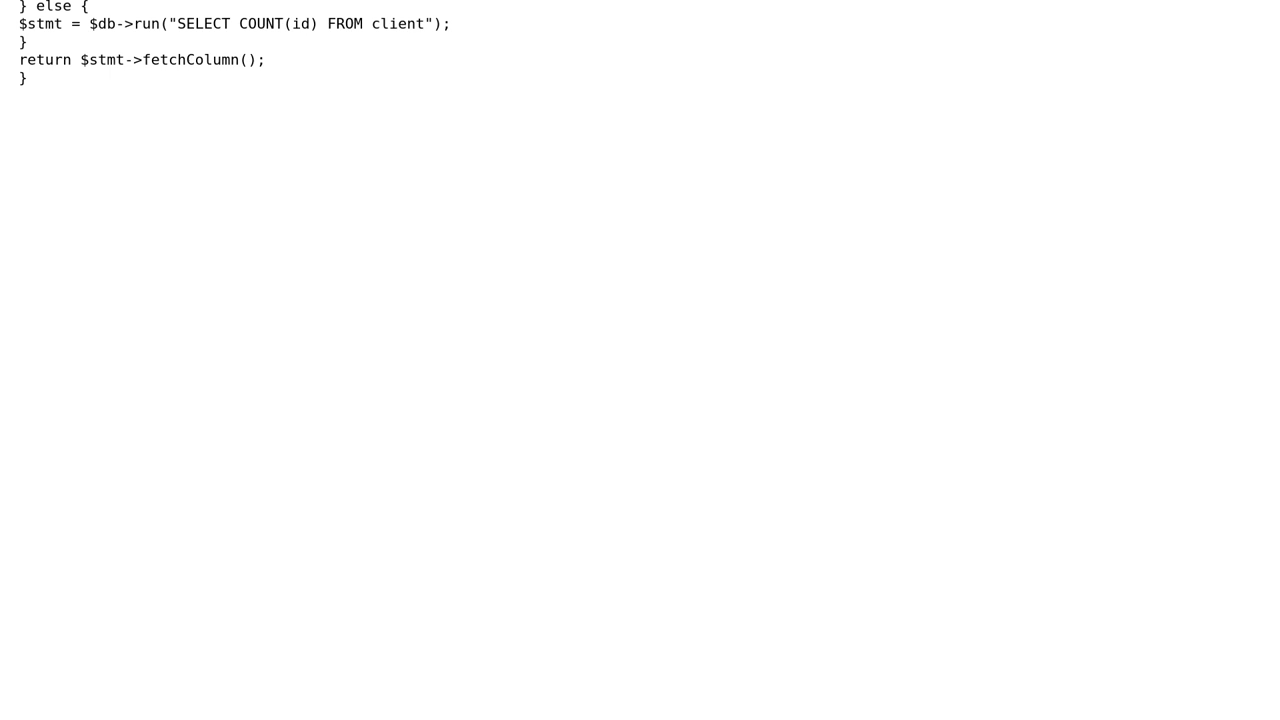 } else {
$stmt = $db->run("SELECT COUNT(id) FROM client");
}
return $stmt->fetchColumn();
}